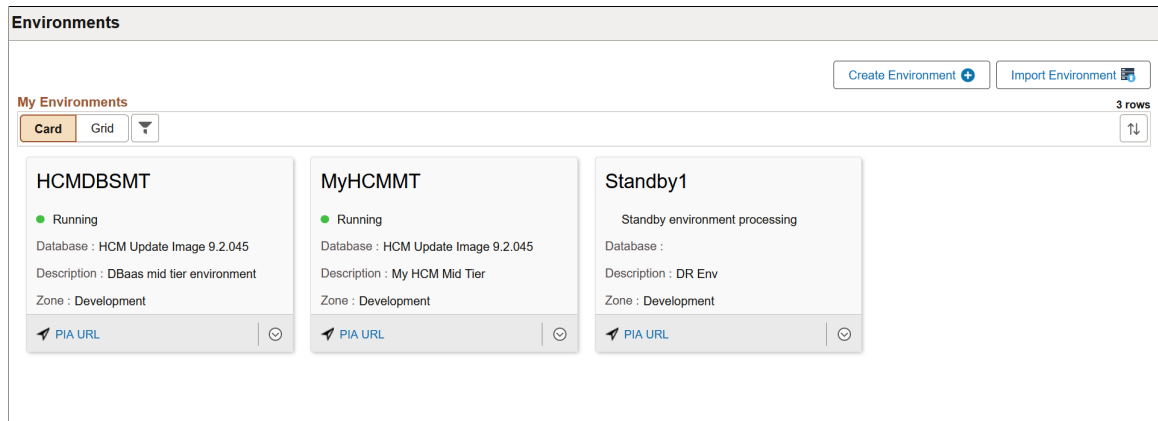 Environments
Create Environment
Import Environment
My Environments
3 rows
Card
Grid
HCMDBSMT
Running
Database : HCM Update Image 9.2.045
Description : DBaas mid tier environment
Zone : Development
PIA URL
MyHCMMT
Running
Database : HCM Update Image 9.2.045
Description : My HCM Mid Tier
Zone : Development
PIA URL
Standby1
Standby environment processing
Database :
Description : DR Env
Zone : Development
PIA URL